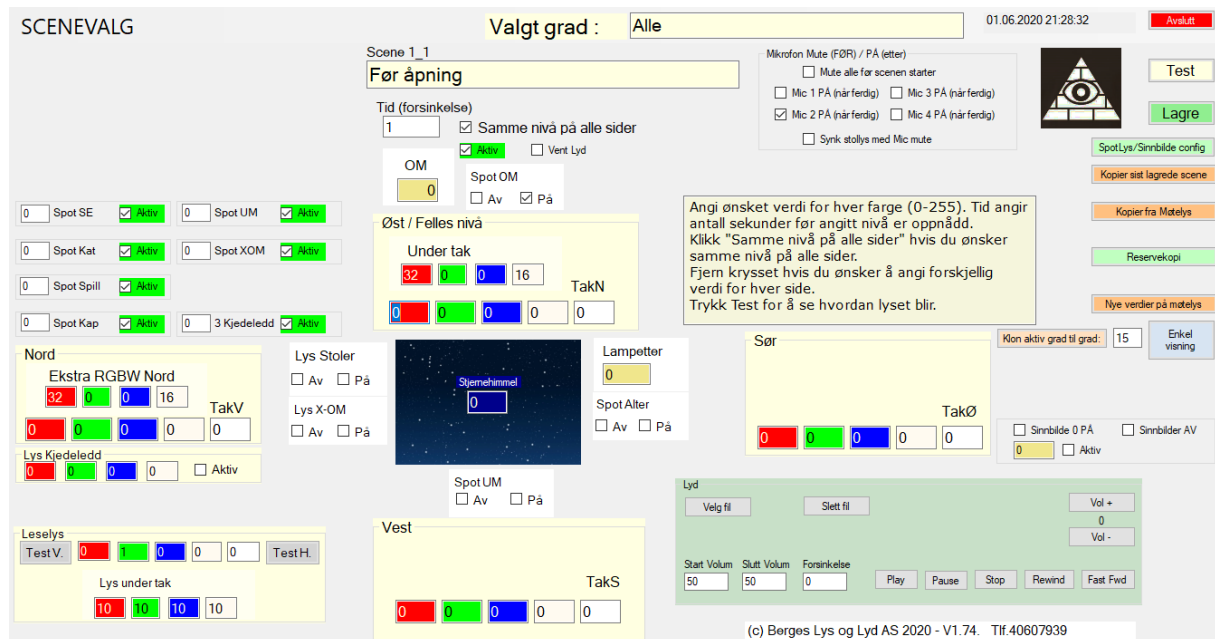 SCENEVALG
Valgt grad :
Alle
01.06.2020 21:28:32
Avslutt
Scene 1_1
Før åpning
Mikrofon Mute (FØR) / PÅ (etter)
Mute alle før scenen starter
Mic 1 PÅ (når ferdig) Mic 3 PÅ (når ferdig)
Mic 2 PÅ (når ferdig) Mic 4 PÅ (når ferdig)
Synk stollys med Mic mute
Test
Lagre
SpotLys/Sinnbilde config
Kopier sist lagrede scene
Kopier fra Møtelys
Reservekopi
Nye verdier på møtelys
Tid (forsinkelse)
1 Samme nivå på alle sider
Aktiv Vent Lyd
OM
0
Spot OM
Av På
0 Spot SE Aktiv 0 Spot UM Aktiv
0 Spot Kat Aktiv 0 Spot XOM Aktiv
0 Spot Spill Aktiv
0 Spot Kap Aktiv 0 3 Kjedeledd Aktiv
Øst / Felles nivå
Under tak
32 0 0 16
TakN
0 0 0 0 0
Angi ønsket verdi for hver farge (0-255). Tid angir
antall sekunder før angitt nivå er oppnådd.
Klikk "Samme nivå på alle sider" hvis du ønsker
samme nivå på alle sider.
Fjern krysset hvis du ønsker å angi forskjellig
verdi for hver side.
Trykk Test for å se hvordan lyset blir.
Klon aktiv grad til grad: 15
Enkel
visning
Nord
Ekstra RGBW Nord
32 0 0 16
TakV
0 0 0 0 0
Lys Kjedeledd
0 0 0 0 Aktiv
Lys Stoler
Av På
Lys X-OM
Av På
Stjernehimmel
0
Lampetter
0
Spot Alter
Av På
Sør
TakØ
0 0 0 0 0
Sinnbilde 0 PÅ Sinnbilder AV
0 Aktiv
Spot UM
Av På
Leselys
Test V. 0 1 0 0 0 Test H.
Lys under tak
10 10 10 10
Vest
TakS
0 0 0 0 0
Lyd
Velg fil Slett fil
Vol +
0
Vol -
Start Volum Slutt Volum Forsinkelse
50 50 0 Play Pause Stop Rewind Fast Fwd
(c) Berges Lys og Lyd AS 2020 - V1.74. Tlf.40607939